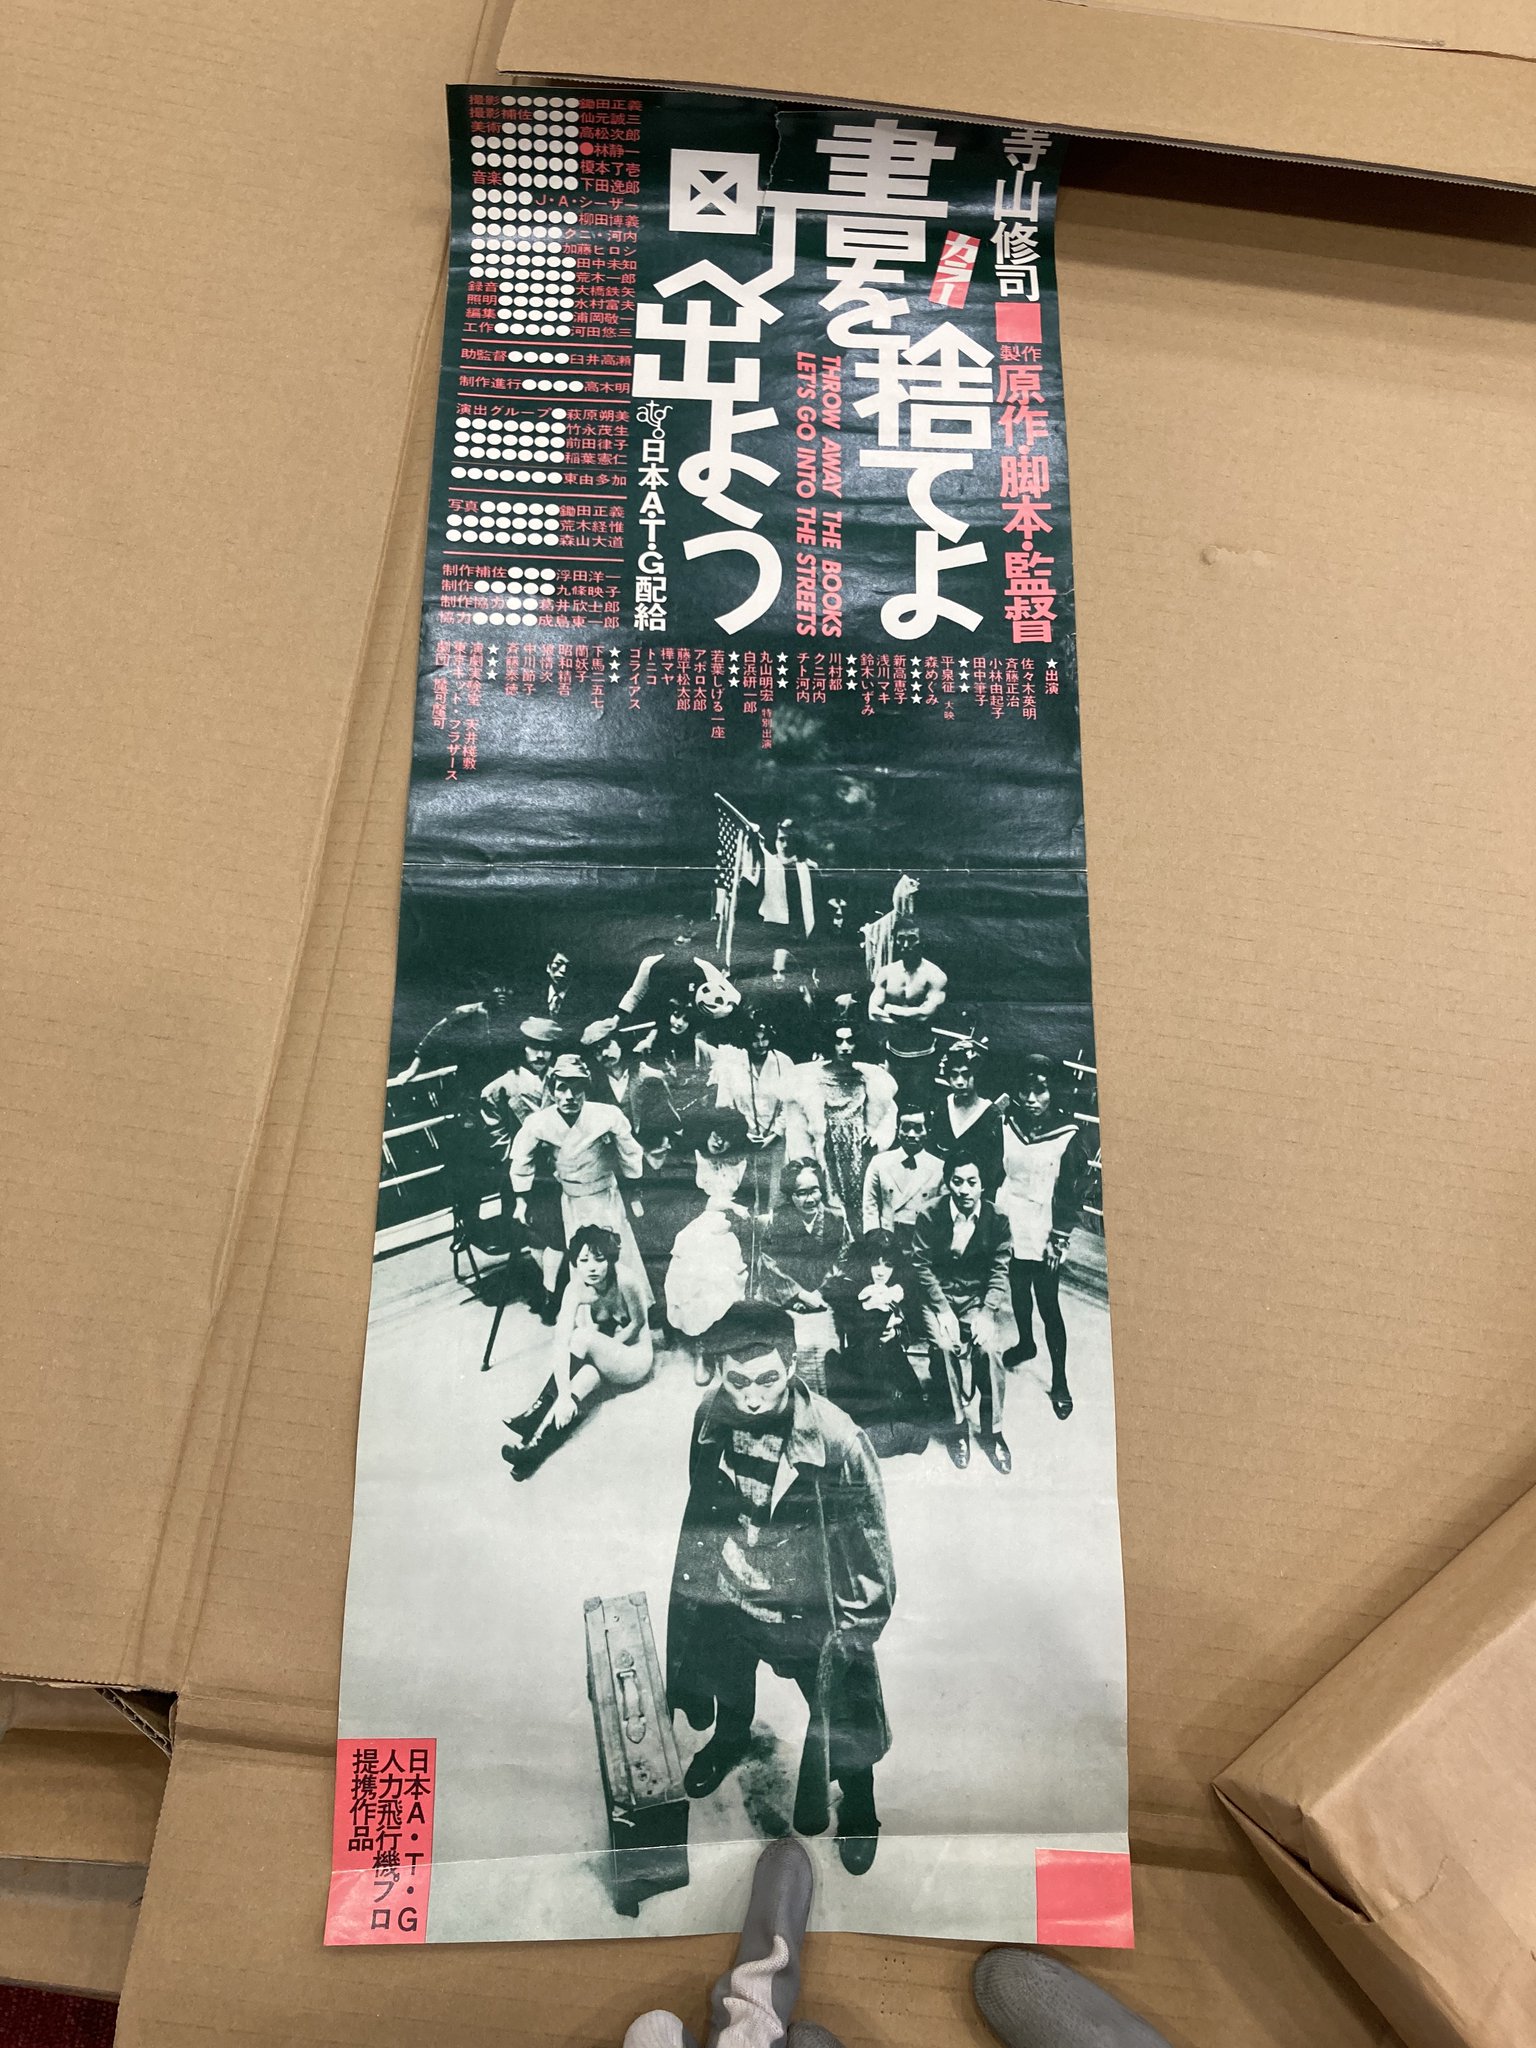 寺山修司■製作
原作・脚本・監督
カラー
書を捨てよ
町へ出よう
THROW AWAY THE BOOKS
LET'S GO INTO THE STREETS
atg
日本A・T・G配給
撮影●●●●●鋤田正義
撮影補佐●●●仙元誠三
美術●●●●●高松次郎
●●●●●●●●林静一
●●●●●●●榎本了壱
音楽●●●●●下田逸郎
●●●●J・A・シーザー
●●●●●●●柳田博義
●●●●●●クニ・河内
●●●●●●加藤ヒロシ
●●●●●●●田中未知
●●●●●●●荒木一郎
録音●●●●●大橋鉄矢
照明●●●●●水村富夫
編集●●●●●浦岡敬一
工作●●●●●河田悠三
助監督●●●●臼井高瀬
制作進行●●●●高木明
演出グループ●萩原朔美
●●●●●●●竹永茂生
●●●●●●●前田律子
●●●●●●●稲葉憲仁
●●●●●●●東由多加
写真●●●●●鋤田正義
●●●●●●●荒木経惟
●●●●●●●森山大道
制作補佐●●●浮田洋一
制作●●●●●九條映子
制作協力●●葛井欣士郎
協力●●●●成島東一郎
★出演
佐々木英明
斉藤正治
小林由起子
田中筆子
★★★
平泉征 大映
森めぐみ
★★★★
新高恵子
浅川マキ
鈴木いずみ
★★★
川村都
クニ河内
チト河内
★★★
丸山明宏 特別出演
白浜研一郎
★★★
若葉しげる一座
アポロ太郎
藤平松太郎
樺マヤ
トニコ
ゴライアス
★★★
下馬二五七
蘭妖子
昭和精吾
猥情次
中川節子
斉藤泰徳
★★★
演劇実験室 天井棧敷
東京キッド・ブラザース
日本A・T・G
人力飛行機プロ
提携作品